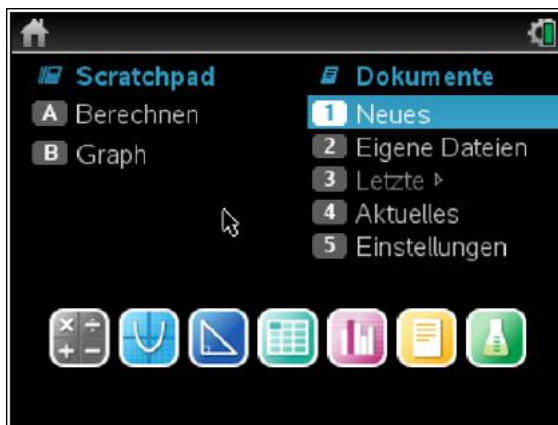 Scratchpad
A Berechnen
B Graph
Dokumente
1 Neues
2 Eigene Dateien
3 Letzte ▹
4 Aktuelles
5 Einstellungen